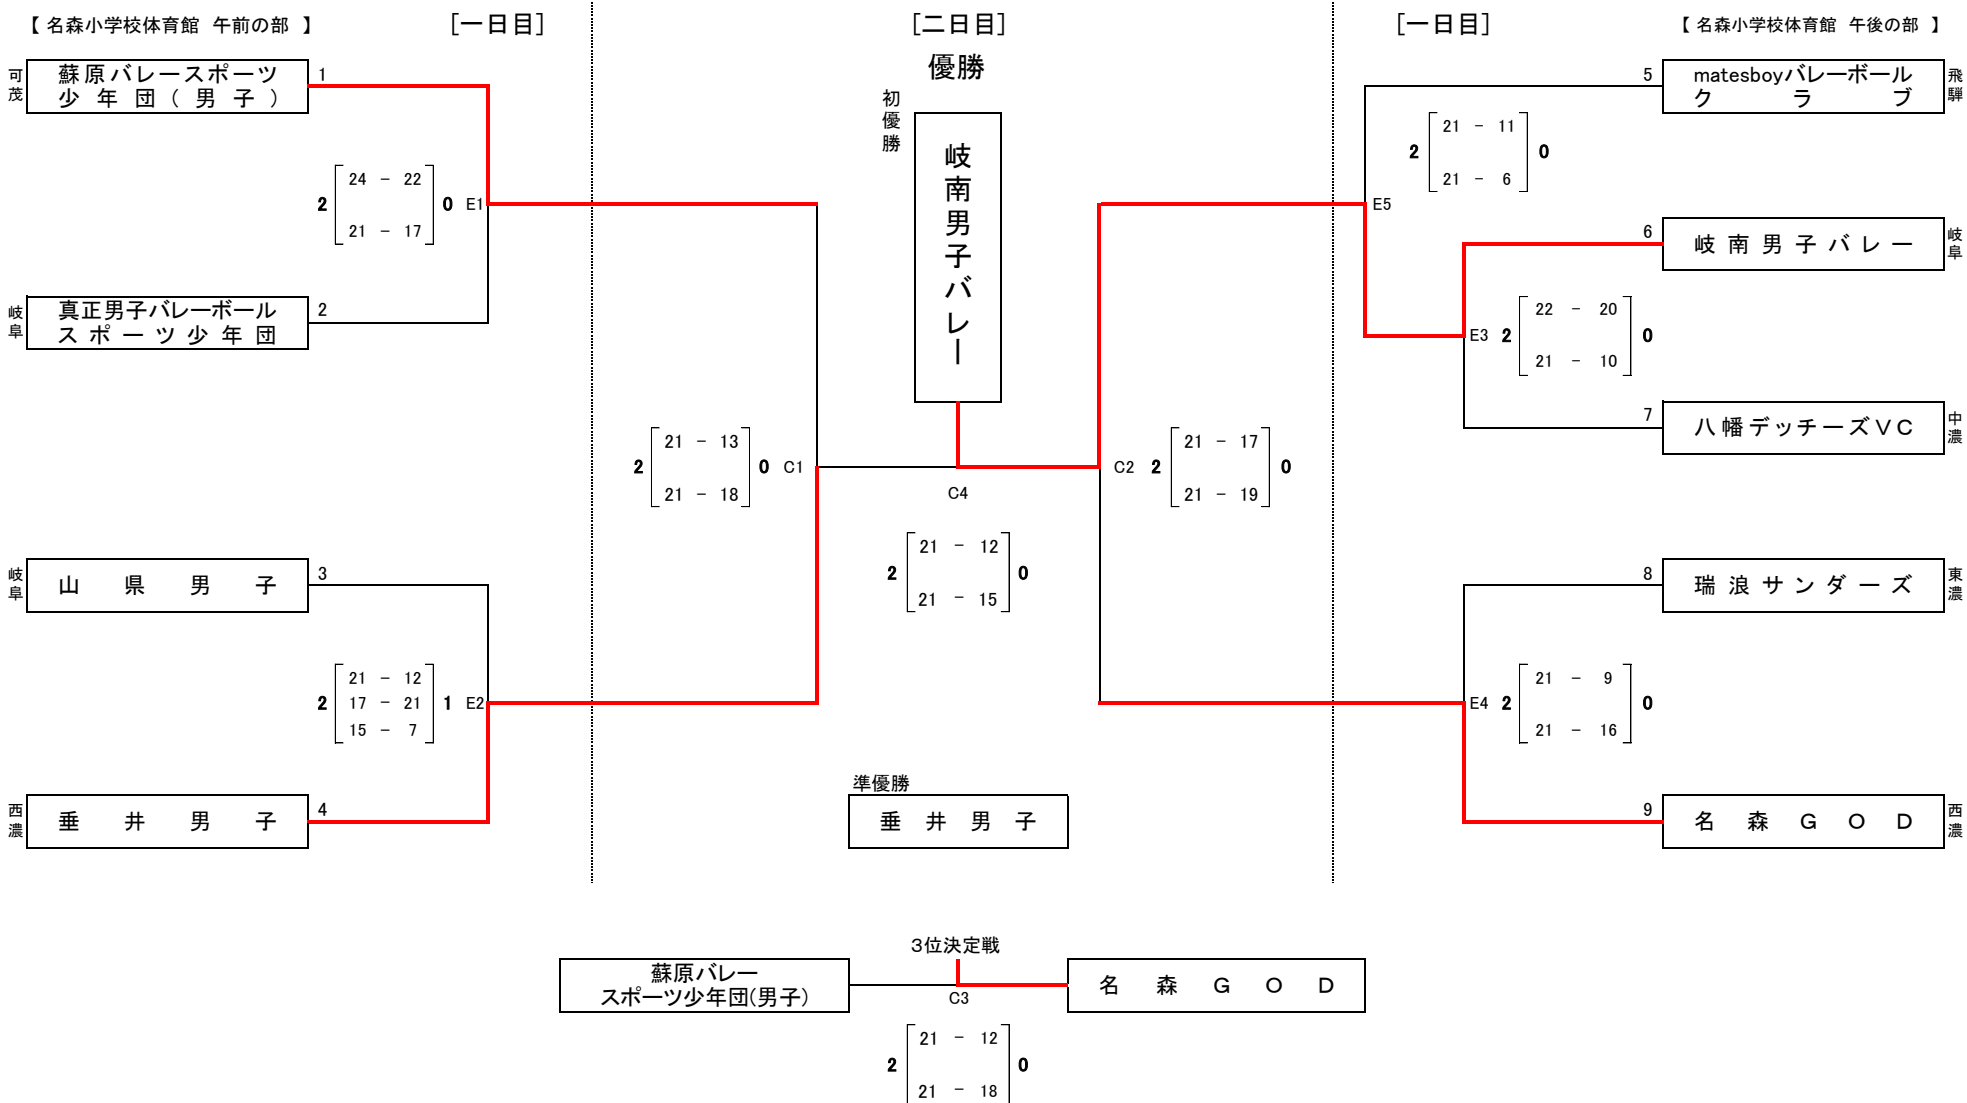 【 名森小学校体育館 午前の部 】
[一日目]
[二日目]
[一日目]
【 名森小学校体育館 午後の部 】
優勝
初優勝
岐南男子バレー
可茂
蘇原バレースポーツ
少年団(男子)
1
24 - 22
2
0
E1
21 - 17
岐阜
真正男子バレーボール
スポーツ少年団
2
岐阜
山県男子
3
21 - 12
2
17 - 21
1
E2
15 - 7
西濃
垂井男子
4
21 - 13
2
0
C1
21 - 18
C4
21 - 12
2
0
21 - 15
C2
21 - 17
2
0
21 - 19
5
matesboyバレーボール
クラブ
飛騨
21 - 11
2
0
21 - 6
E5
6
岐南男子バレー
岐阜
22 - 20
E3
2
0
21 - 10
7
八幡デッチーズVC
中濃
8
瑞浪サンダーズ
東濃
21 - 9
E4
2
0
21 - 16
9
名森GOD
西濃
準優勝
垂井男子
3位決定戦
蘇原バレー
スポーツ少年団(男子)
名森GOD
C3
21 - 12
2
0
21 - 18